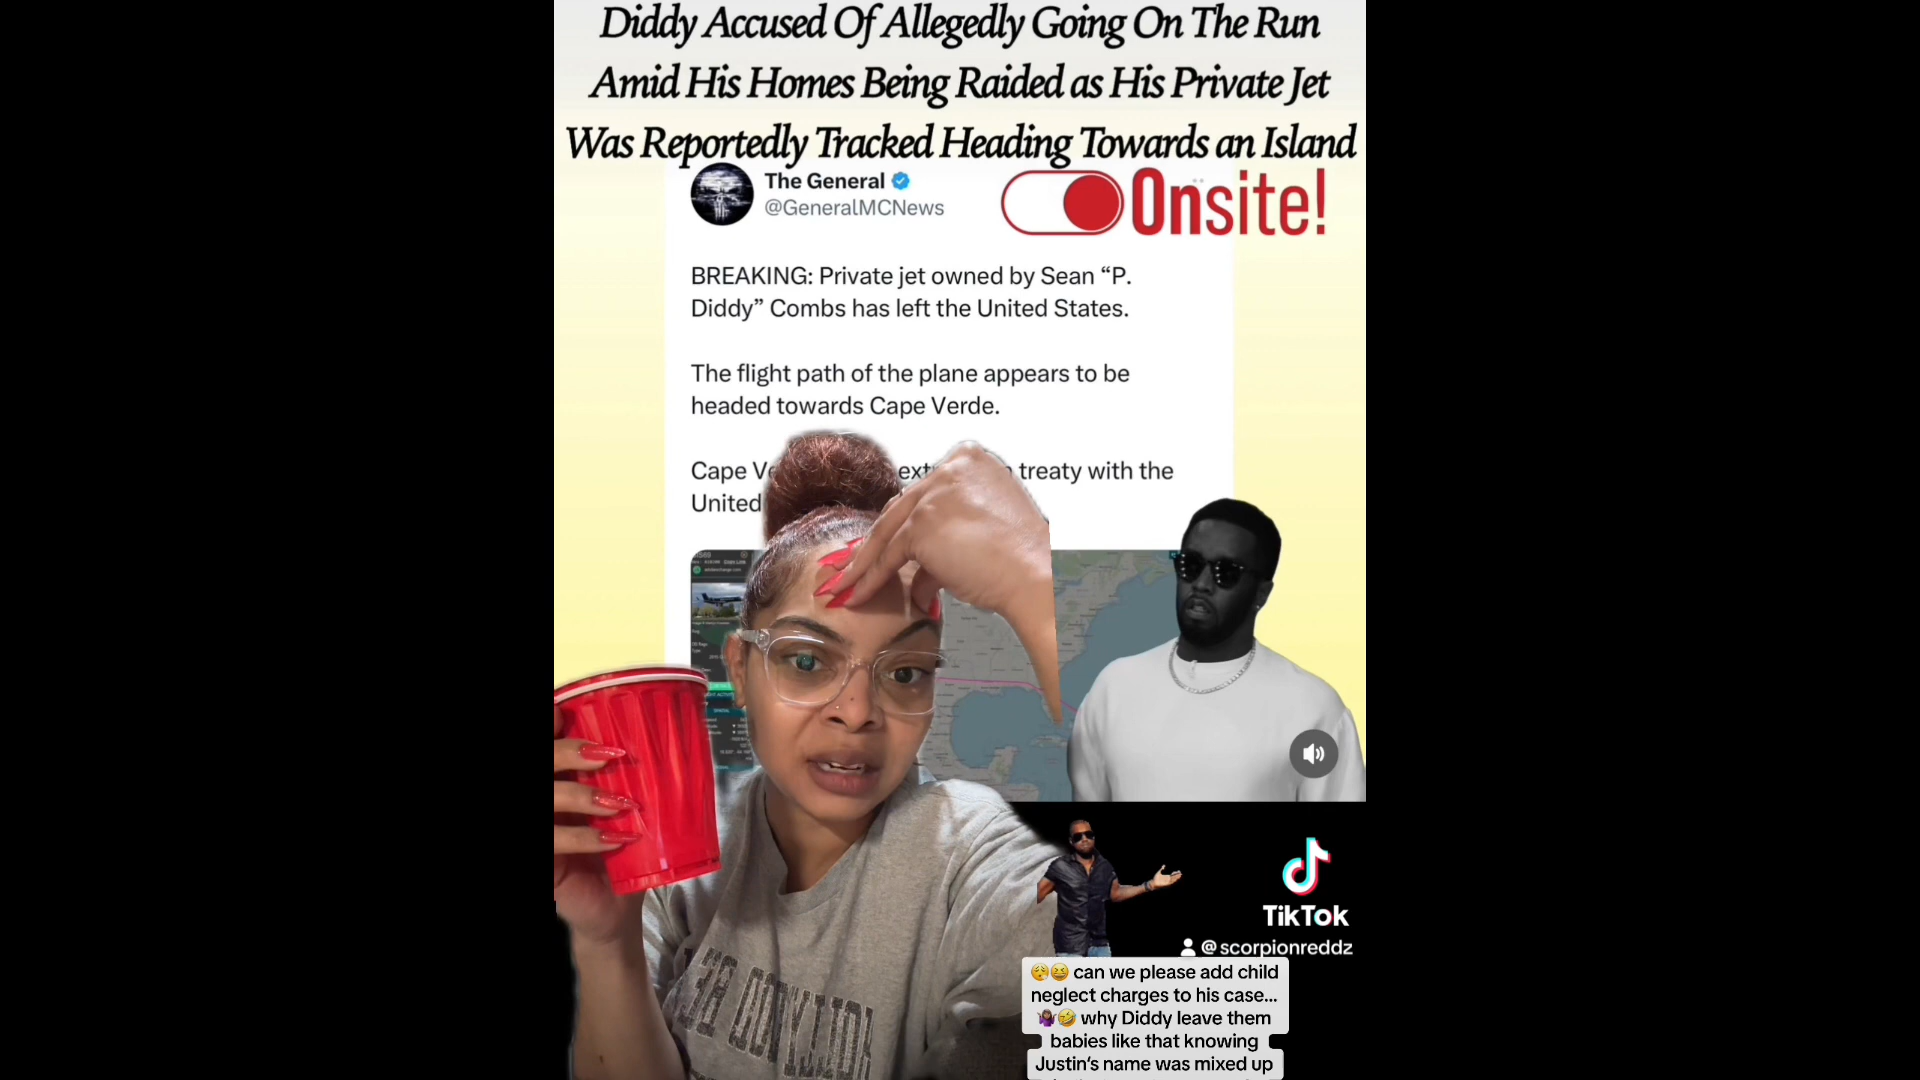 Diddy Accused Of Allegedly Going On The Run
Amid His Homes Being Raided as His Private Jet
Was Reportedly Tracked Heading Towards an Island
The General
@GeneralMCNews
Onsite!
BREAKING: Private jet owned by Sean “P.
Diddy” Combs has left the United States.
The flight path of the plane appears to be
headed towards Cape Verde.
Cape treaty with the
United
TikTok
@scorpionreddz
😮‍💨😆 can we please add child
neglect charges to his case...
🤷🏾‍♀️🤣 why Diddy leave them
babies like that knowing
Justin’s name was mixed up